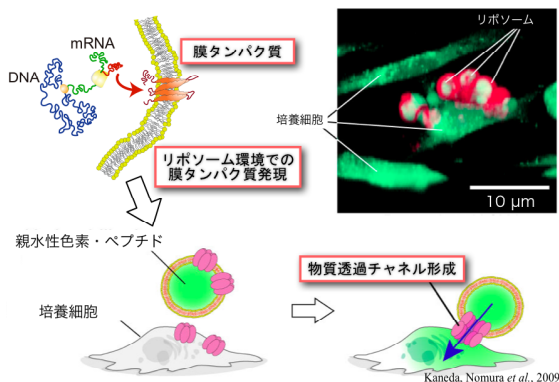 mRNA
DNA
膜タンパク質
リポソーム環境での
膜タンパク質発現
リポソーム
培養細胞
10 μm
親水性色素・ペプチド
培養細胞
物質透過チャネル形成
Kaneda, Nomura et al., 2009